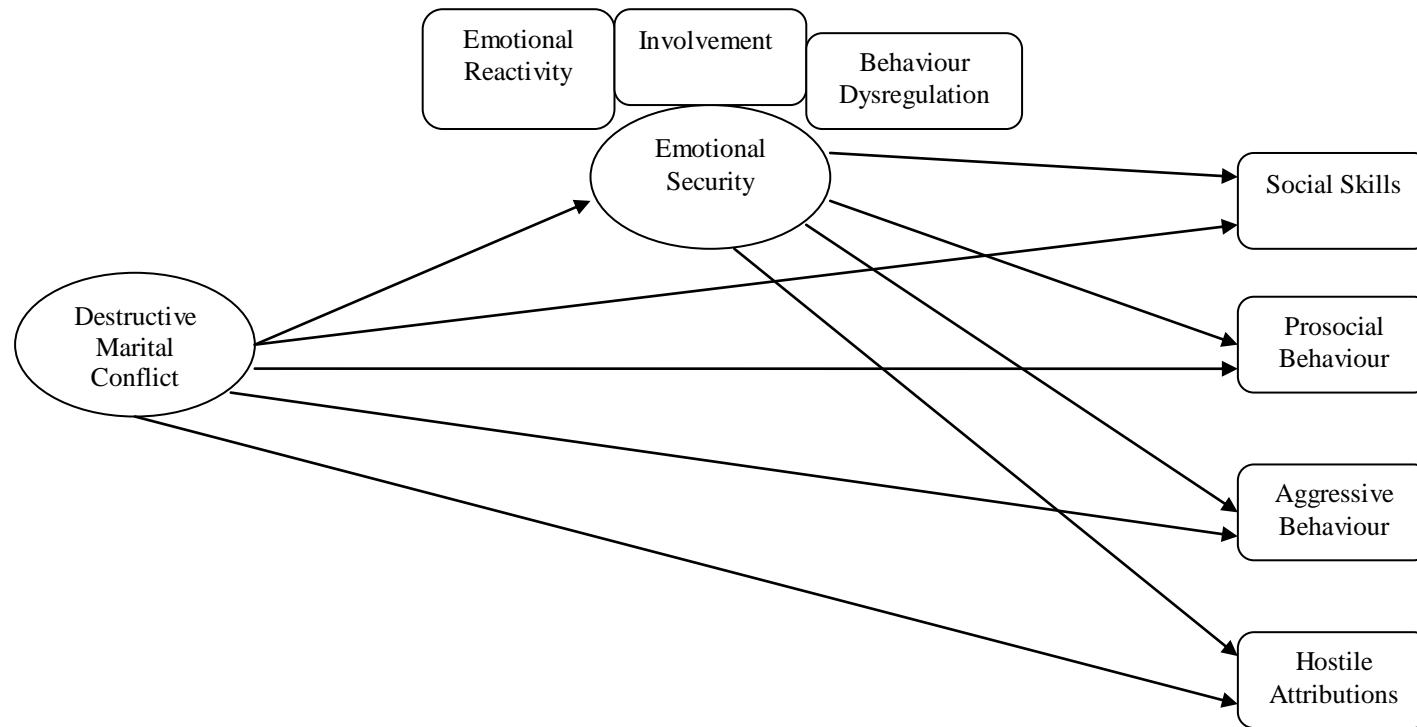 Emotional
Reactivity
Involvement
Behaviour
Dysregulation
Emotional
Security
Social Skills
Destructive
Marital
Conflict
Prosocial
Behaviour
Aggressive
Behaviour
Hostile
Attributions